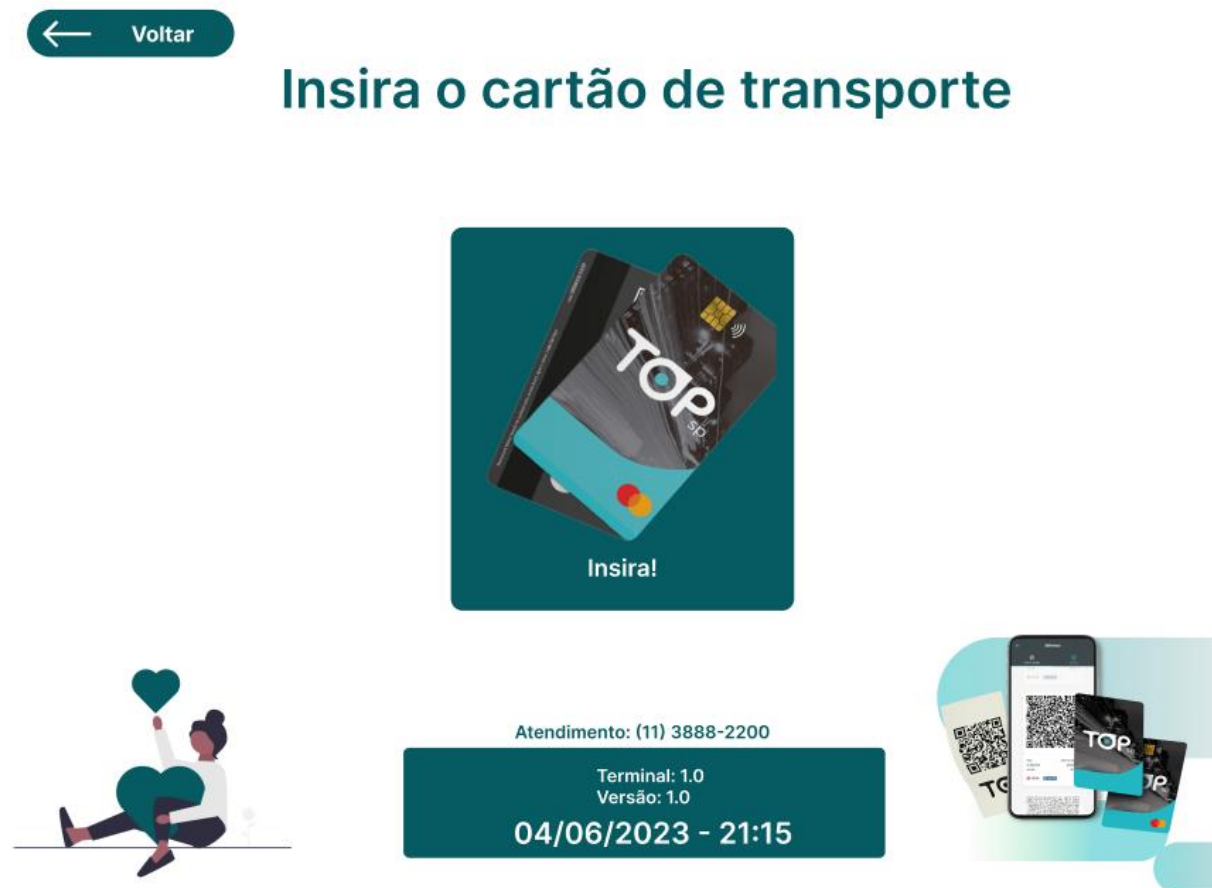 Voltar
Insira o cartão de transporte
TOP
sp
Insira!
Atendimento: (11) 3888-2200
Terminal: 1.0
Versão: 1.0
04/06/2023 - 21:15
TOP